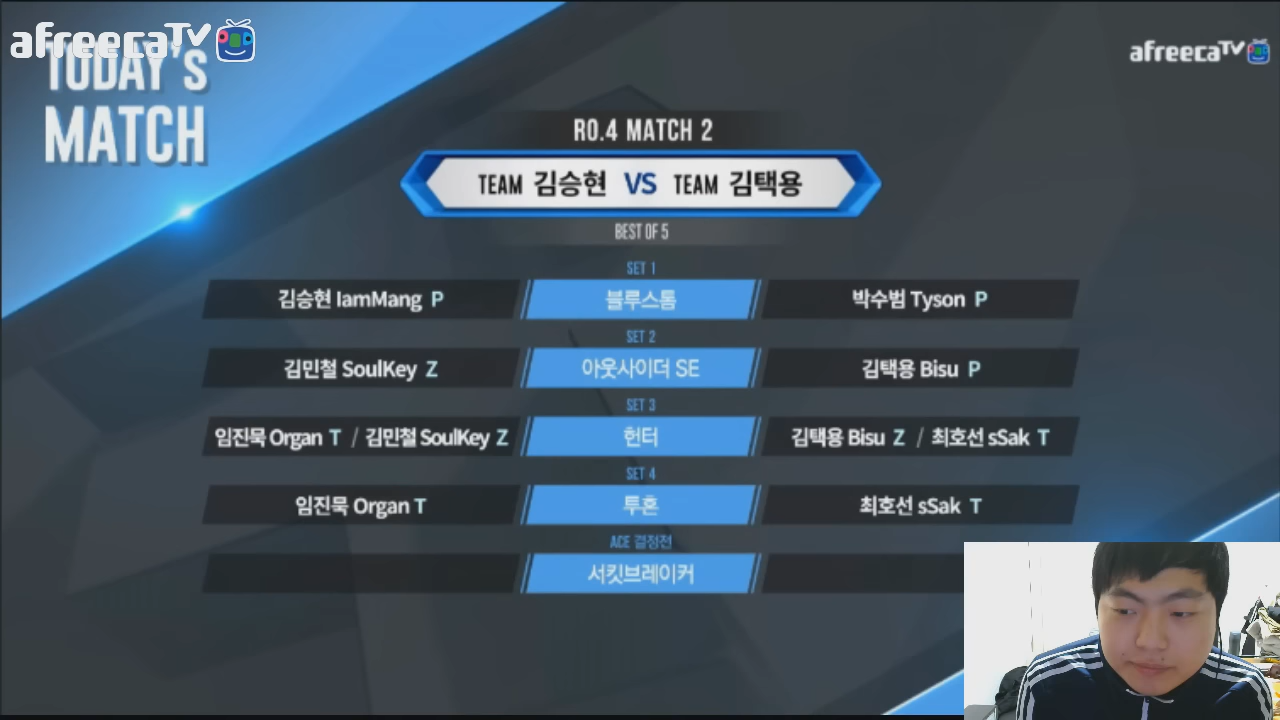 afreecaTV
afreecaTV
TODAY'S
MATCH
RO.4 MATCH 2
TEAM 김승현 VS TEAM 김택용
BEST OF 5
SET 1
김승현 IamMang P 블루스톰 박수범 Tyson P
SET 2
김민철 SoulKey Z 아웃사이더 SE 김택용 Bisu P
SET 3
임진묵 Organ T / 김민철 SoulKey Z 헌터 김택용 Bisu Z / 최호선 sSak T
SET 4
임진묵 Organ T 투혼 최호선 sSak T
ACE 결정전
서킷브레이커